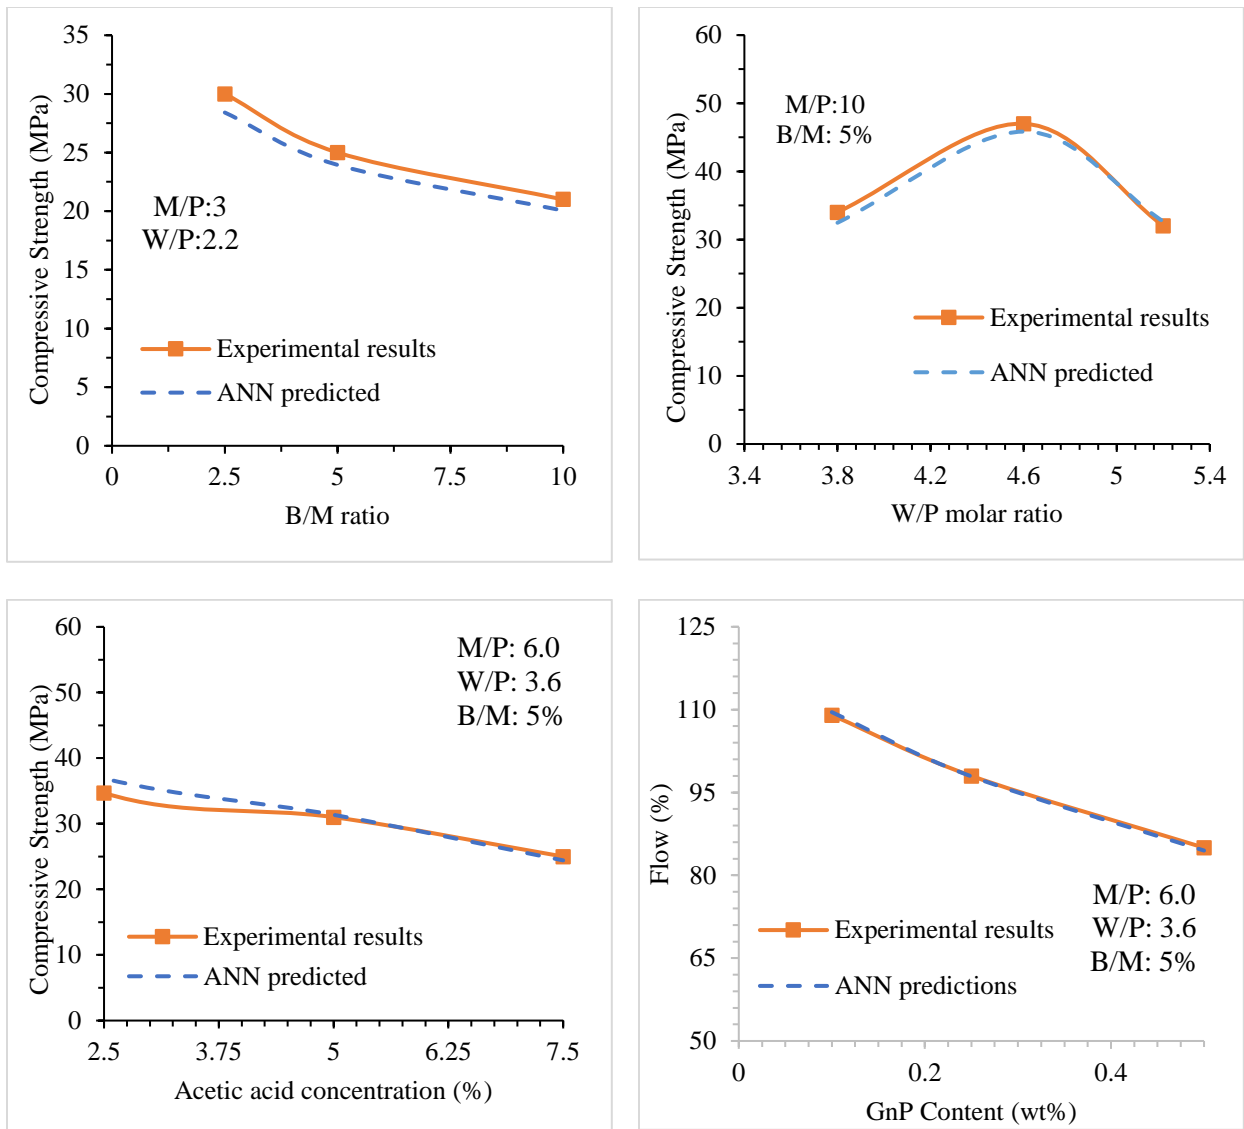 35
30
25
20
15
10
5
0
Compressive Strength (MPa)
M/P:3
W/P:2.2
Experimental results
ANN predicted
0 2.5 5 7.5 10
B/M ratio
60
50
40
30
20
10
0
Compressive Strength (MPa)
M/P:10
B/M: 5%
Experimental results
ANN predicted
3.4 3.8 4.2 4.6 5 5.4
W/P molar ratio
60
50
40
30
20
10
0
Compressive Strength (MPa)
M/P: 6.0
W/P: 3.6
B/M: 5%
Experimental results
ANN predicted
2.5 3.75 5 6.25 7.5
Acetic acid concentration (%)
125
110
95
80
65
50
Flow (%)
M/P: 6.0
W/P: 3.6
B/M: 5%
Experimental results
ANN predictions
0 0.2 0.4
GnP Content (wt%)